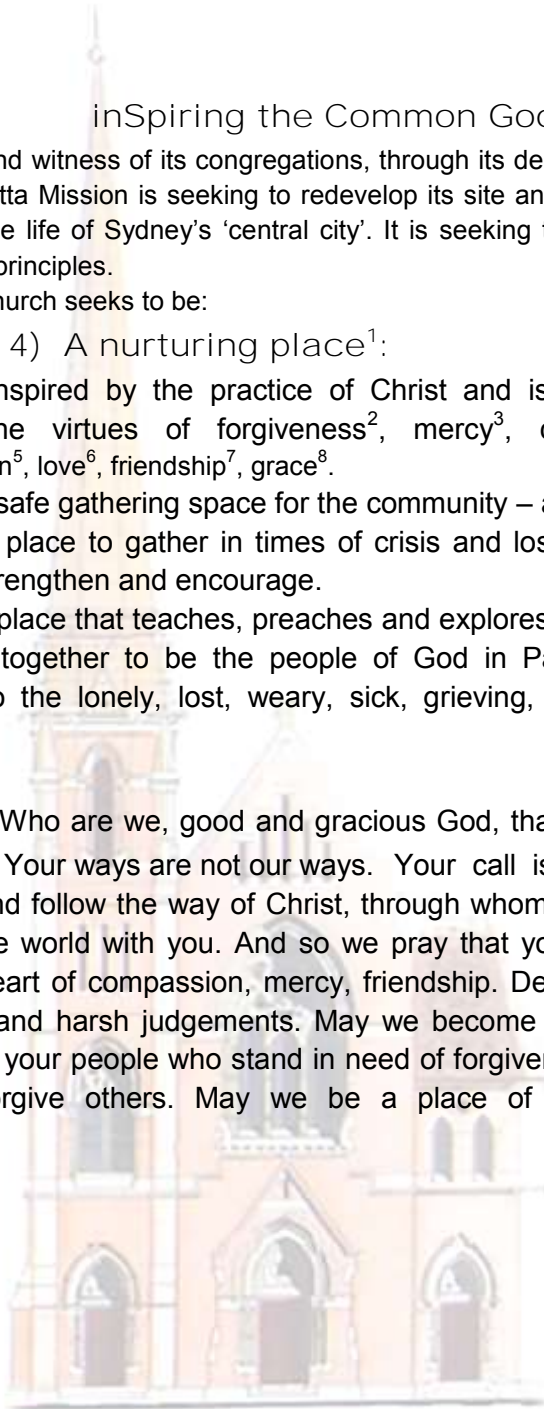 inSpiring the Common Goo
nd witness of its congregations, through its de
tta Mission is seeking to redevelop its site an
e life of Sydney's 'central city'. It is seeking t
principles.
hurch seeks to be:
4) A nurturing place¹:
nspired by the practice of Christ and is
he virtues of forgiveness², mercy³, c
n⁵, love⁶, friendship⁷, grace⁸.
safe gathering space for the community – a
place to gather in times of crisis and los
trengthen and encourage.
place that teaches, preaches and explores
together to be the people of God in Pa
o the lonely, lost, weary, sick, grieving,
Who are we, good and gracious God, tha
Your ways are not our ways. Your call is
nd follow the way of Christ, through whom
e world with you. And so we pray that yo
eart of compassion, mercy, friendship. De
and harsh judgements. May we become
your people who stand in need of forgiver
orgive others. May we be a place of